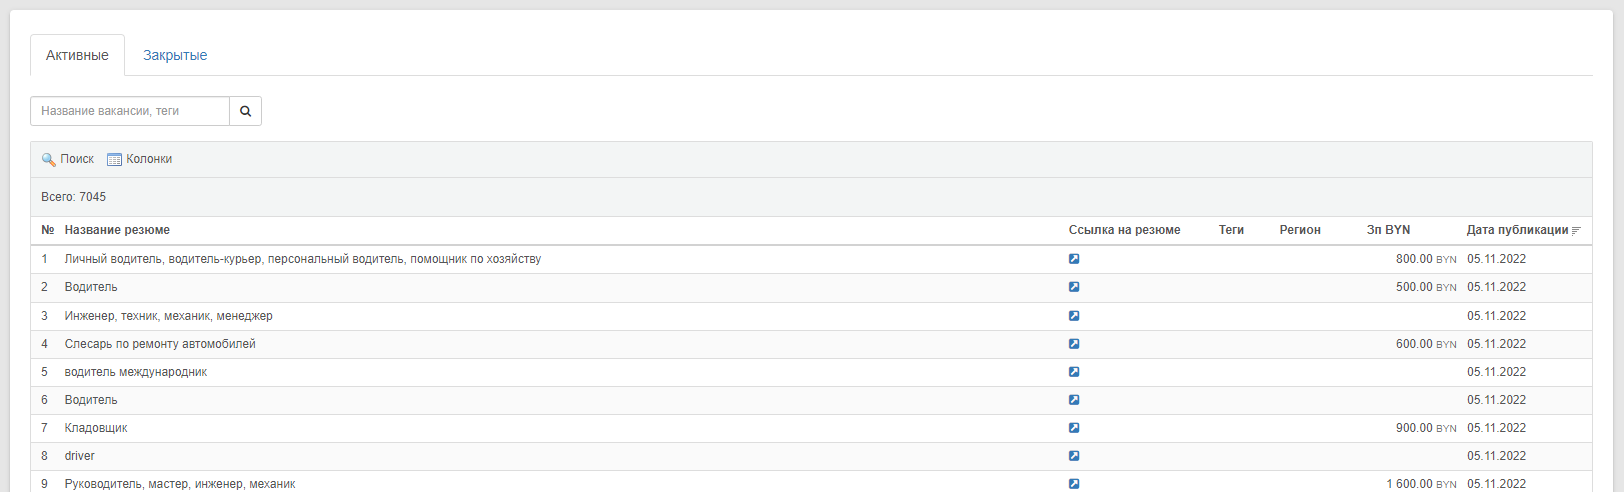 Активные Закрытые
Название вакансии, теги
Поиск Колонки
Всего: 7045
№ Название резюме Ссылка на резюме Теги Регион Зп BYN Дата публикации
1 Личный водитель, водитель-курьер, персональный водитель, помощник по хозяйству 800.00 BYN 05.11.2022
2 Водитель 500.00 BYN 05.11.2022
3 Инженер, техник, механик, менеджер 05.11.2022
4 Слесарь по ремонту автомобилей 600.00 BYN 05.11.2022
5 водитель международник 05.11.2022
6 Водитель 05.11.2022
7 Кладовщик 900.00 BYN 05.11.2022
8 driver 05.11.2022
9 Руководитель, мастер, инженер, механик 1 600.00 BYN 05.11.2022